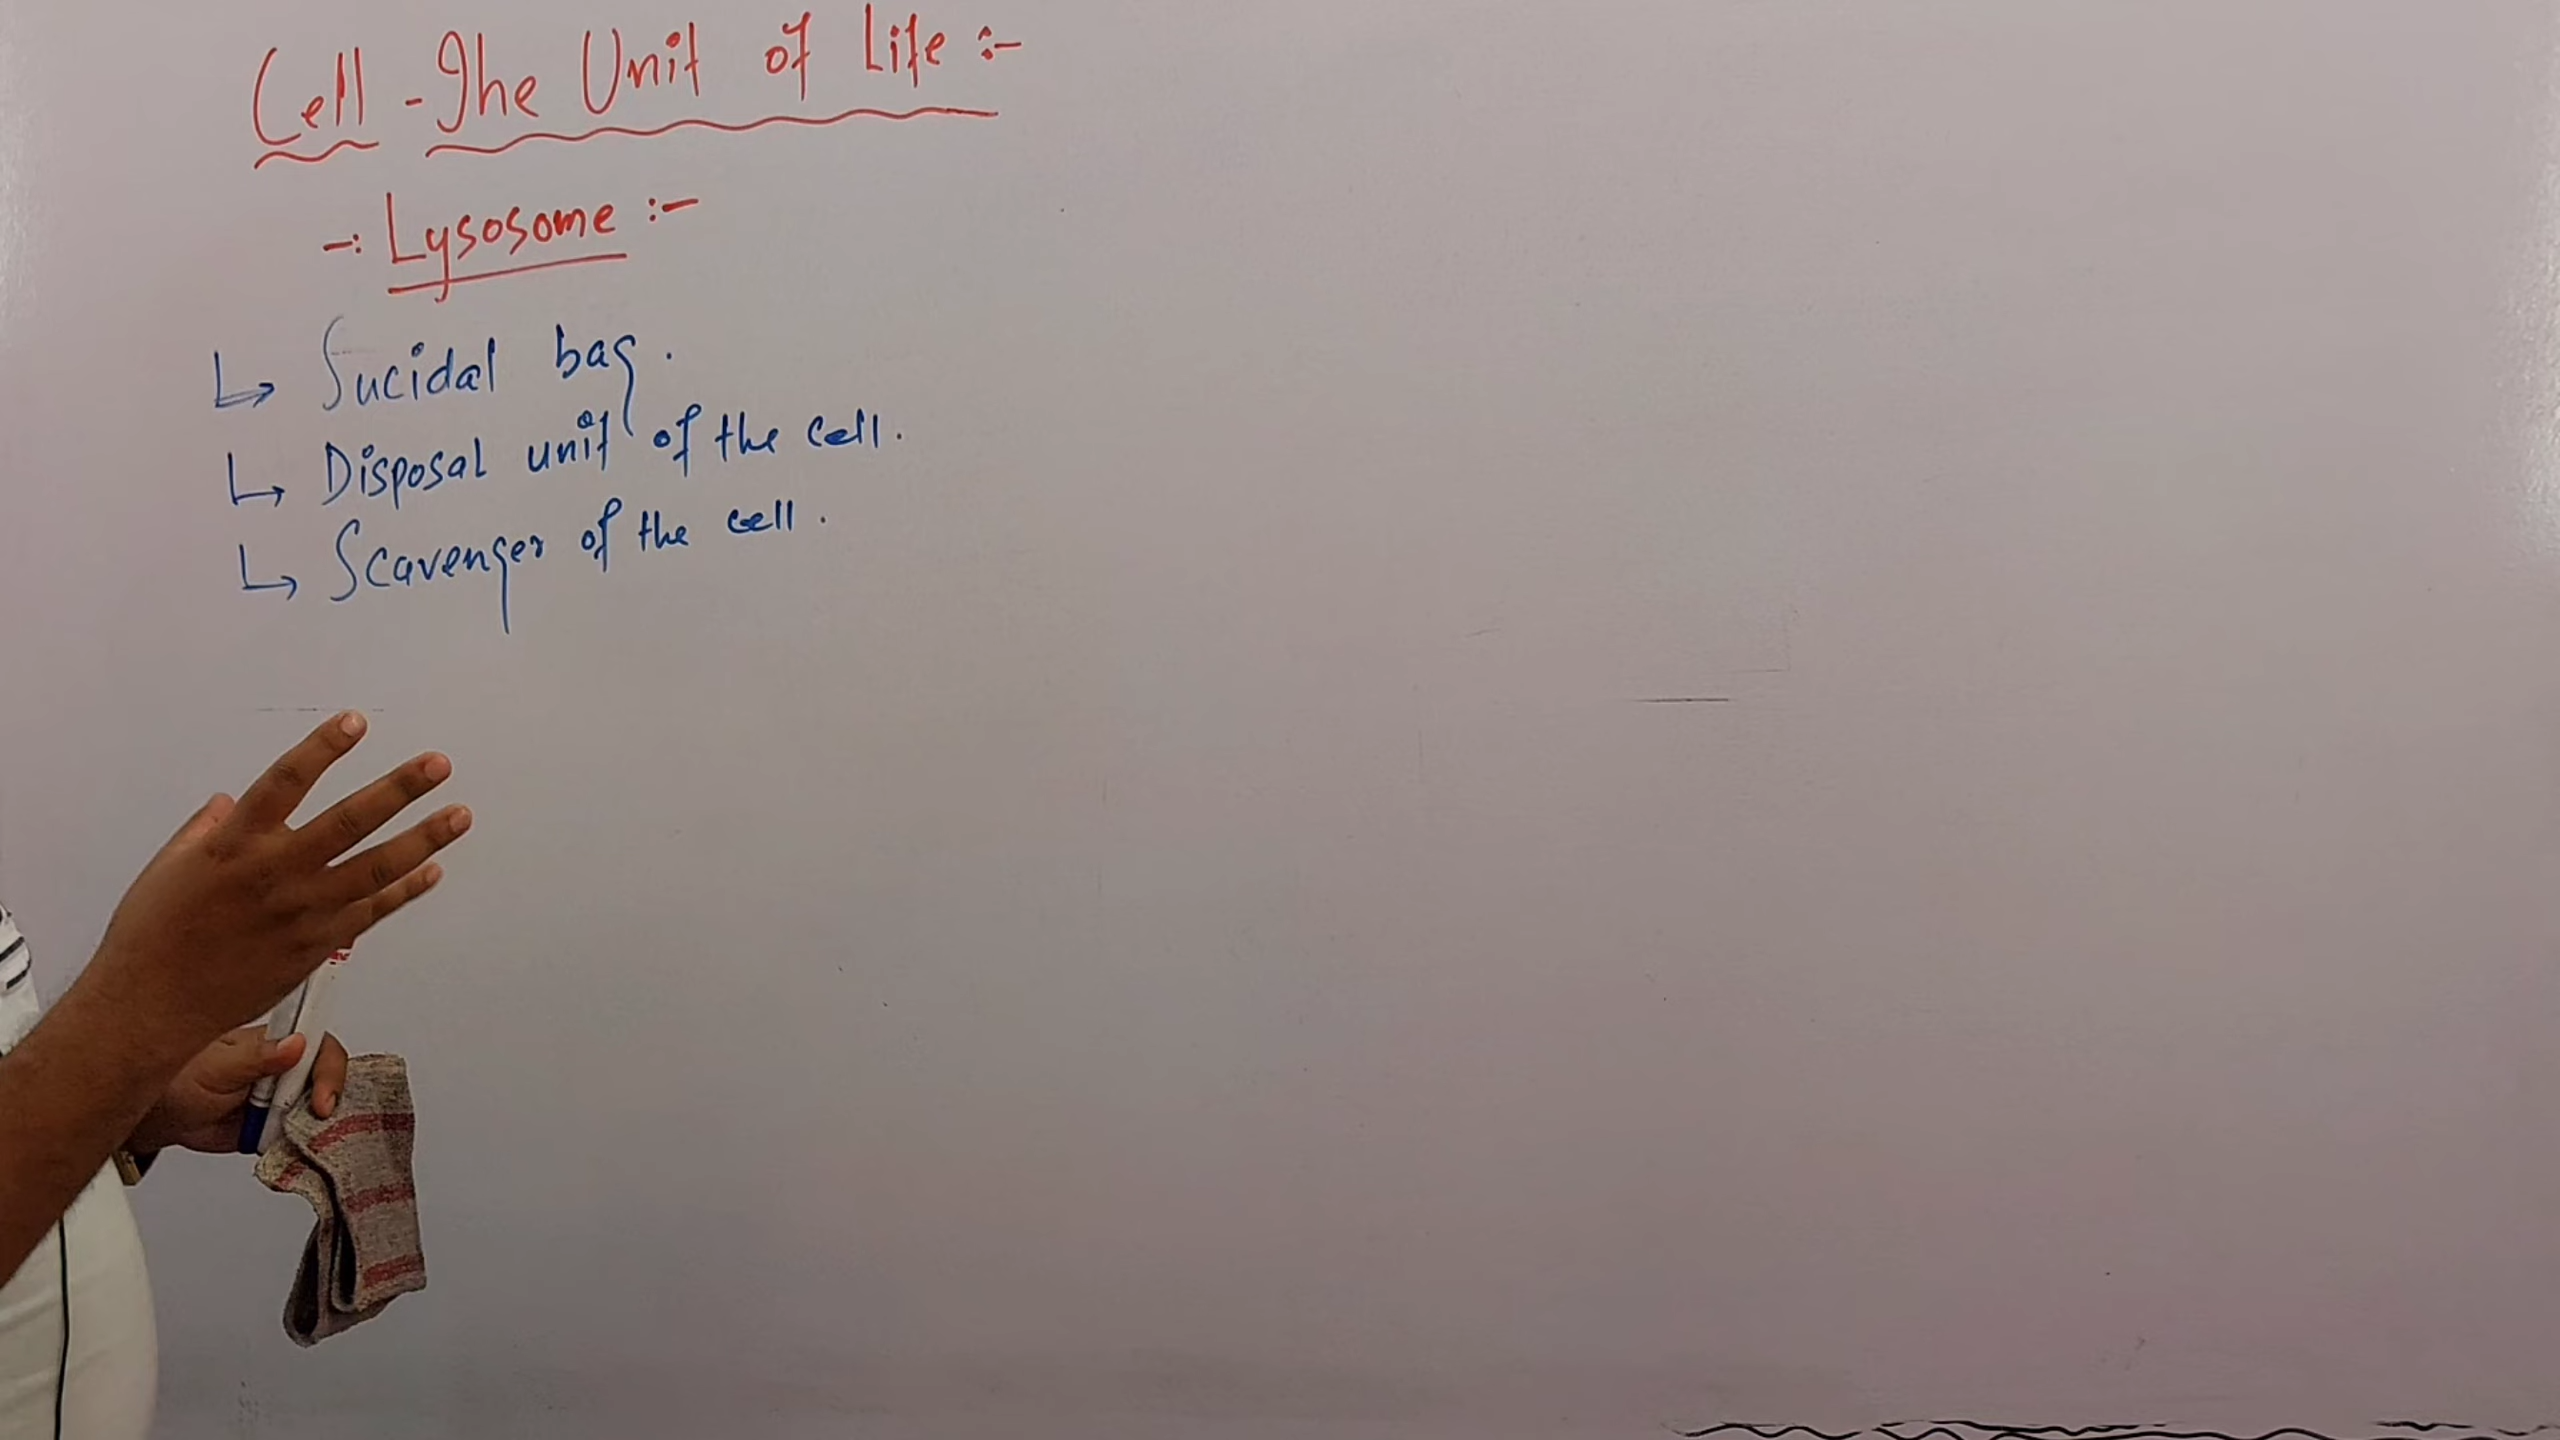 Cell - The Unit of Life :-
-: Lysosome :-
↳ Sucidal bag.
↳ Disposal unit of the cell.
↳ Scavenger of the cell.